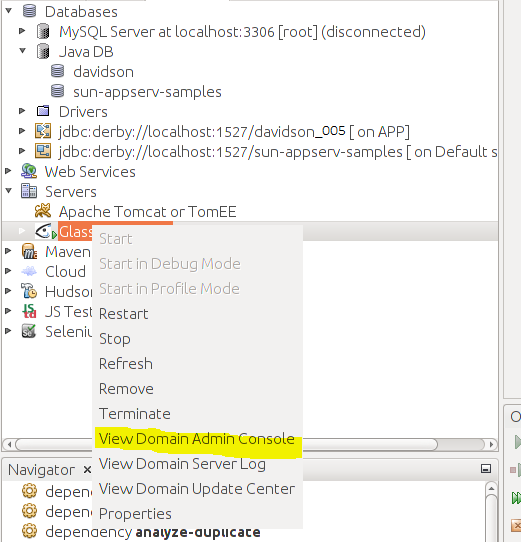 Databases
MySQL Server at localhost:3306 [root] (disconnected)
Java DB
davidson
sun-appserv-samples
Drivers
jdbc:derby://localhost:1527/davidson_005 [ on APP]
jdbc:derby://localhost:1527/sun-appserv-samples [ on Default s
Web Services
Servers
Apache Tomcat or TomEE
Glass
Start
Maven
Start in Debug Mode
Cloud
Start in Profile Mode
Hudso
Restart
JS Test
Stop
Seleniu
Refresh
Remove
Terminate
View Domain Admin Console
View Domain Server Log
View Domain Update Center
Properties
Navigator
depend
depend
dependency analyze-duplicate
O